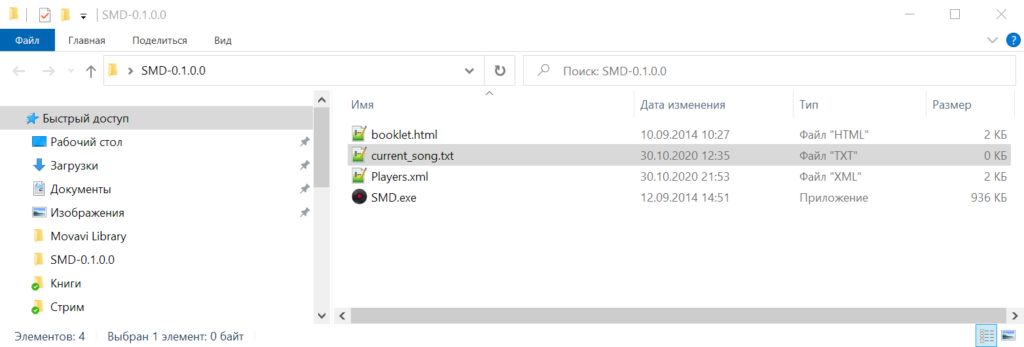 SMD-0.1.0.0
Файл Главная Поделиться Вид
SMD-0.1.0.0 Поиск: SMD-0.1.0.0
Быстрый доступ
Рабочий стол
Загрузки
Документы
Изображения
Movavi Library
SMD-0.1.0.0
Книги
Стрим
Имя Дата изменения Тип Размер
booklet.html 10.09.2014 10:27 Файл "HTML" 2 КБ
current_song.txt 30.10.2020 12:35 Файл "TXT" 0 КБ
Players.xml 30.10.2020 21:53 Файл "XML" 2 КБ
SMD.exe 12.09.2014 14:51 Приложение 936 КБ
Элементов: 4 Выбран 1 элемент: 0 байт